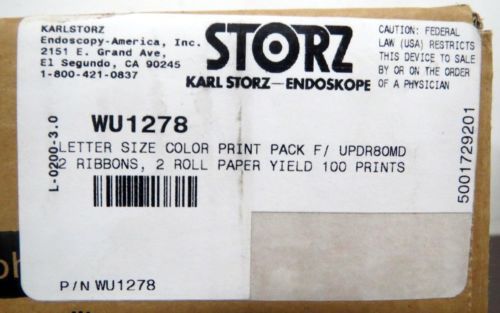 KARLSTORZ
Endoscopy-America, Inc.
2151 E. Grand Ave,
El Segundo, CA 90245
1-800-421-0837
STORZ
KARL STORZ—ENDOSKOPE
CAUTION: FEDERAL
LAW (USA) RESTRICTS
THIS DEVICE TO SALE
BY OR ON THE ORDER
OF A PHYSICIAN
L-0200-3.0
WU1278
LETTER SIZE COLOR PRINT PACK F/ UPDR80MD
2 RIBBONS, 2 ROLL PAPER YIELD 100 PRINTS
5001729201
P/N WU1278